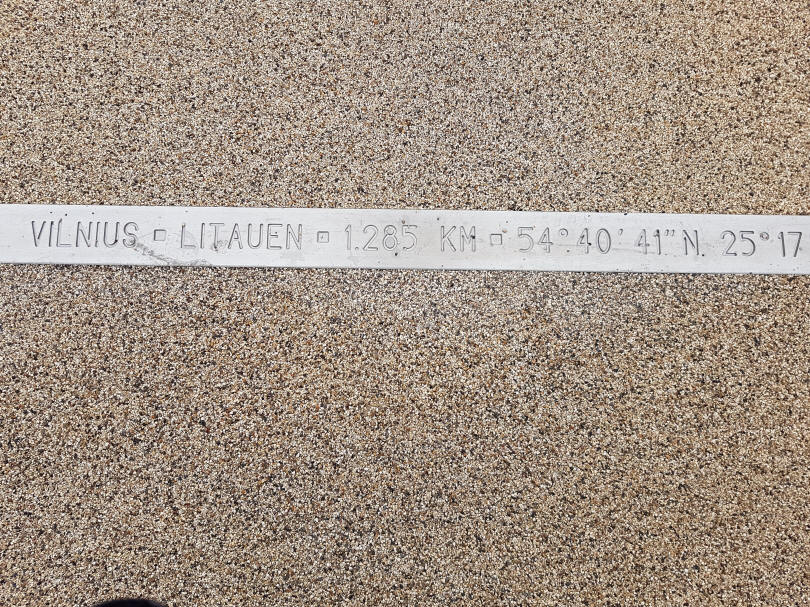 VILNIUS ▫ LITAUEN ▫ 1.285 KM ▫ 54°40' 41"N. 25°17